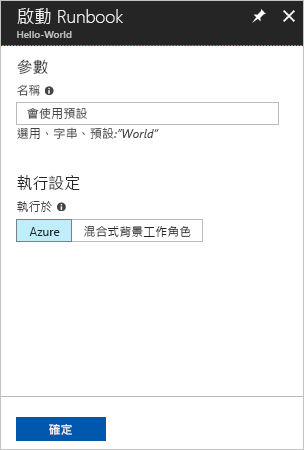 啟動 Runbook
Hello-World
參數
名稱
會使用預設
選用、字串、預設:"World"
執行設定
執行於
Azure 混合式背景工作角色
確定